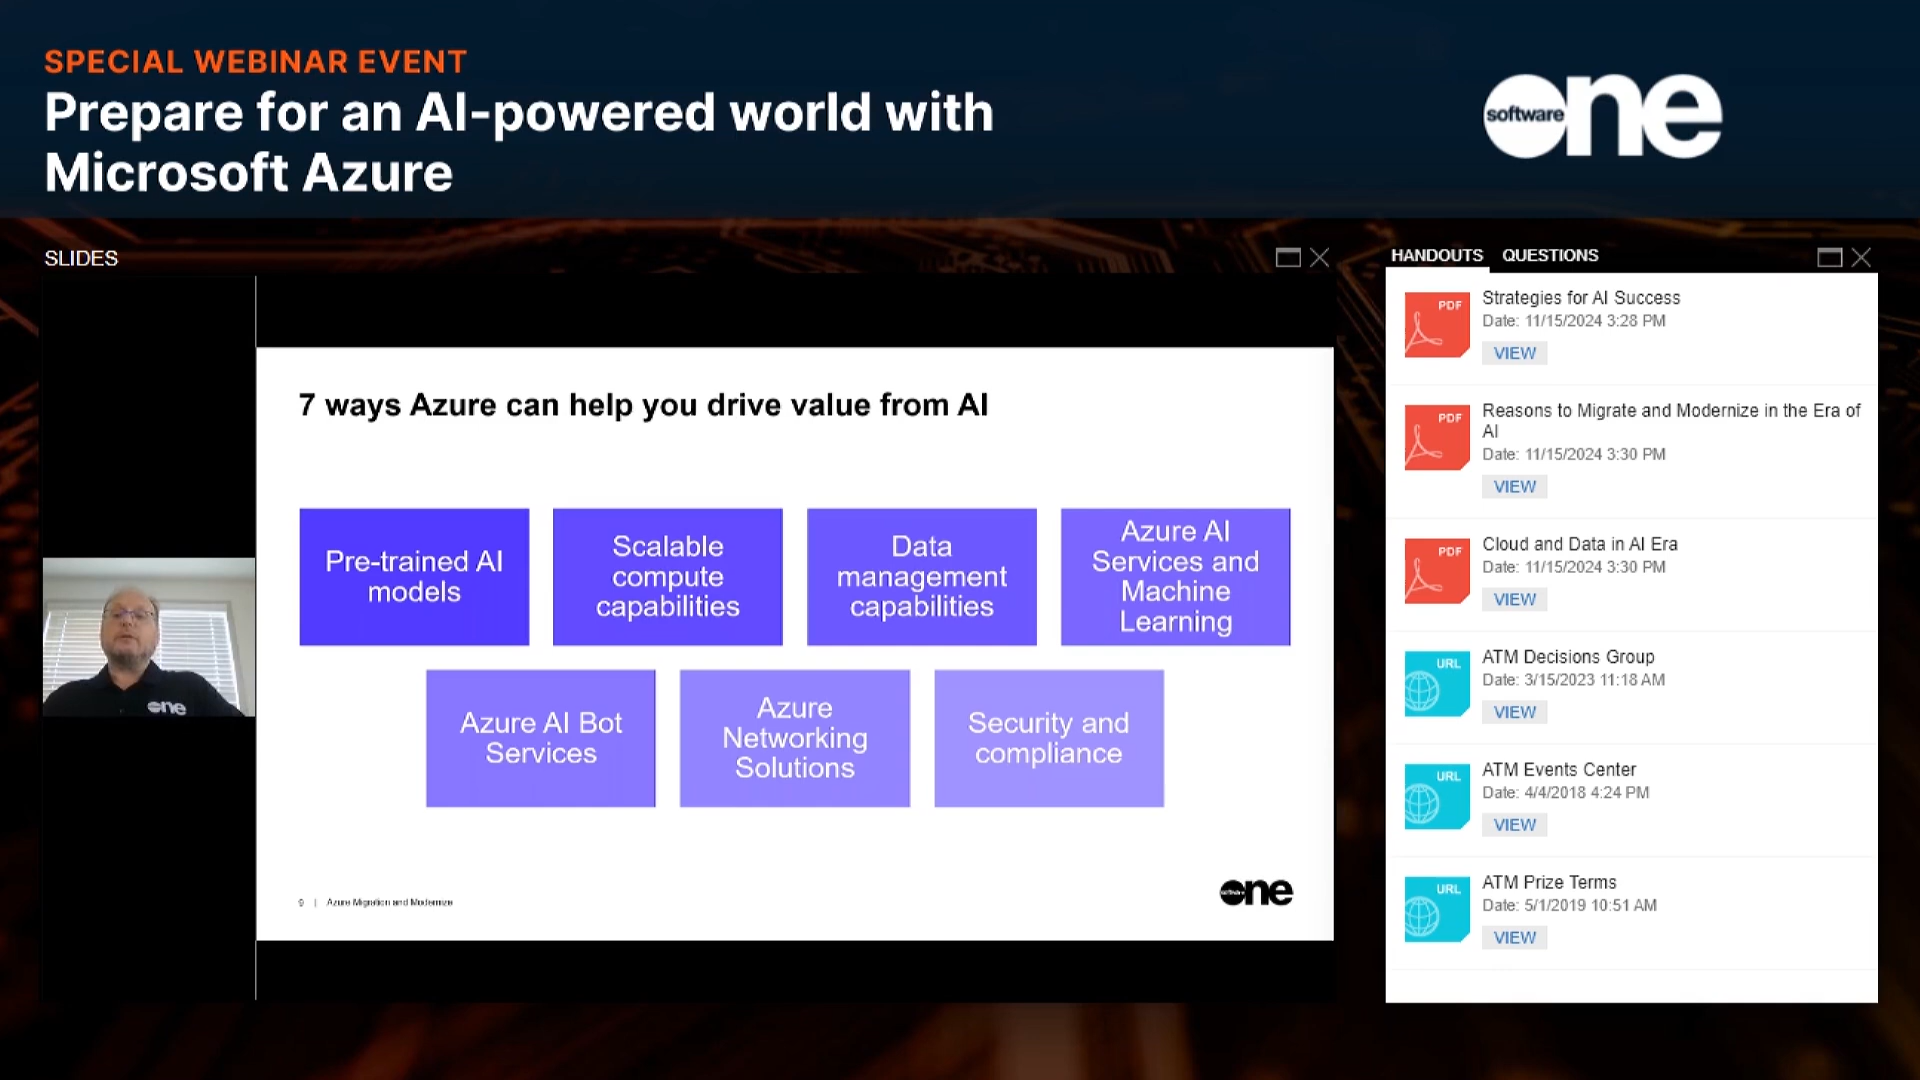 SPECIAL WEBINAR EVENT
Prepare for an AI-powered world with
Microsoft Azure
software one
SLIDES
7 ways Azure can help you drive value from AI
Pre-trained AI
models
Scalable
compute
capabilities
Data
management
capabilities
Azure AI
Services and
Machine
Learning
Azure AI Bot
Services
Azure
Networking
Solutions
Security and
compliance
9 | Azure Migration and Modernize
software one
one
HANDOUTS QUESTIONS
PDF
Strategies for AI Success
Date: 11/15/2024 3:28 PM
VIEW
PDF
Reasons to Migrate and Modernize in the Era of
AI
Date: 11/15/2024 3:30 PM
VIEW
PDF
Cloud and Data in AI Era
Date: 11/15/2024 3:30 PM
VIEW
URL
ATM Decisions Group
Date: 3/15/2023 11:18 AM
VIEW
URL
ATM Events Center
Date: 4/4/2018 4:24 PM
VIEW
URL
ATM Prize Terms
Date: 5/1/2019 10:51 AM
VIEW